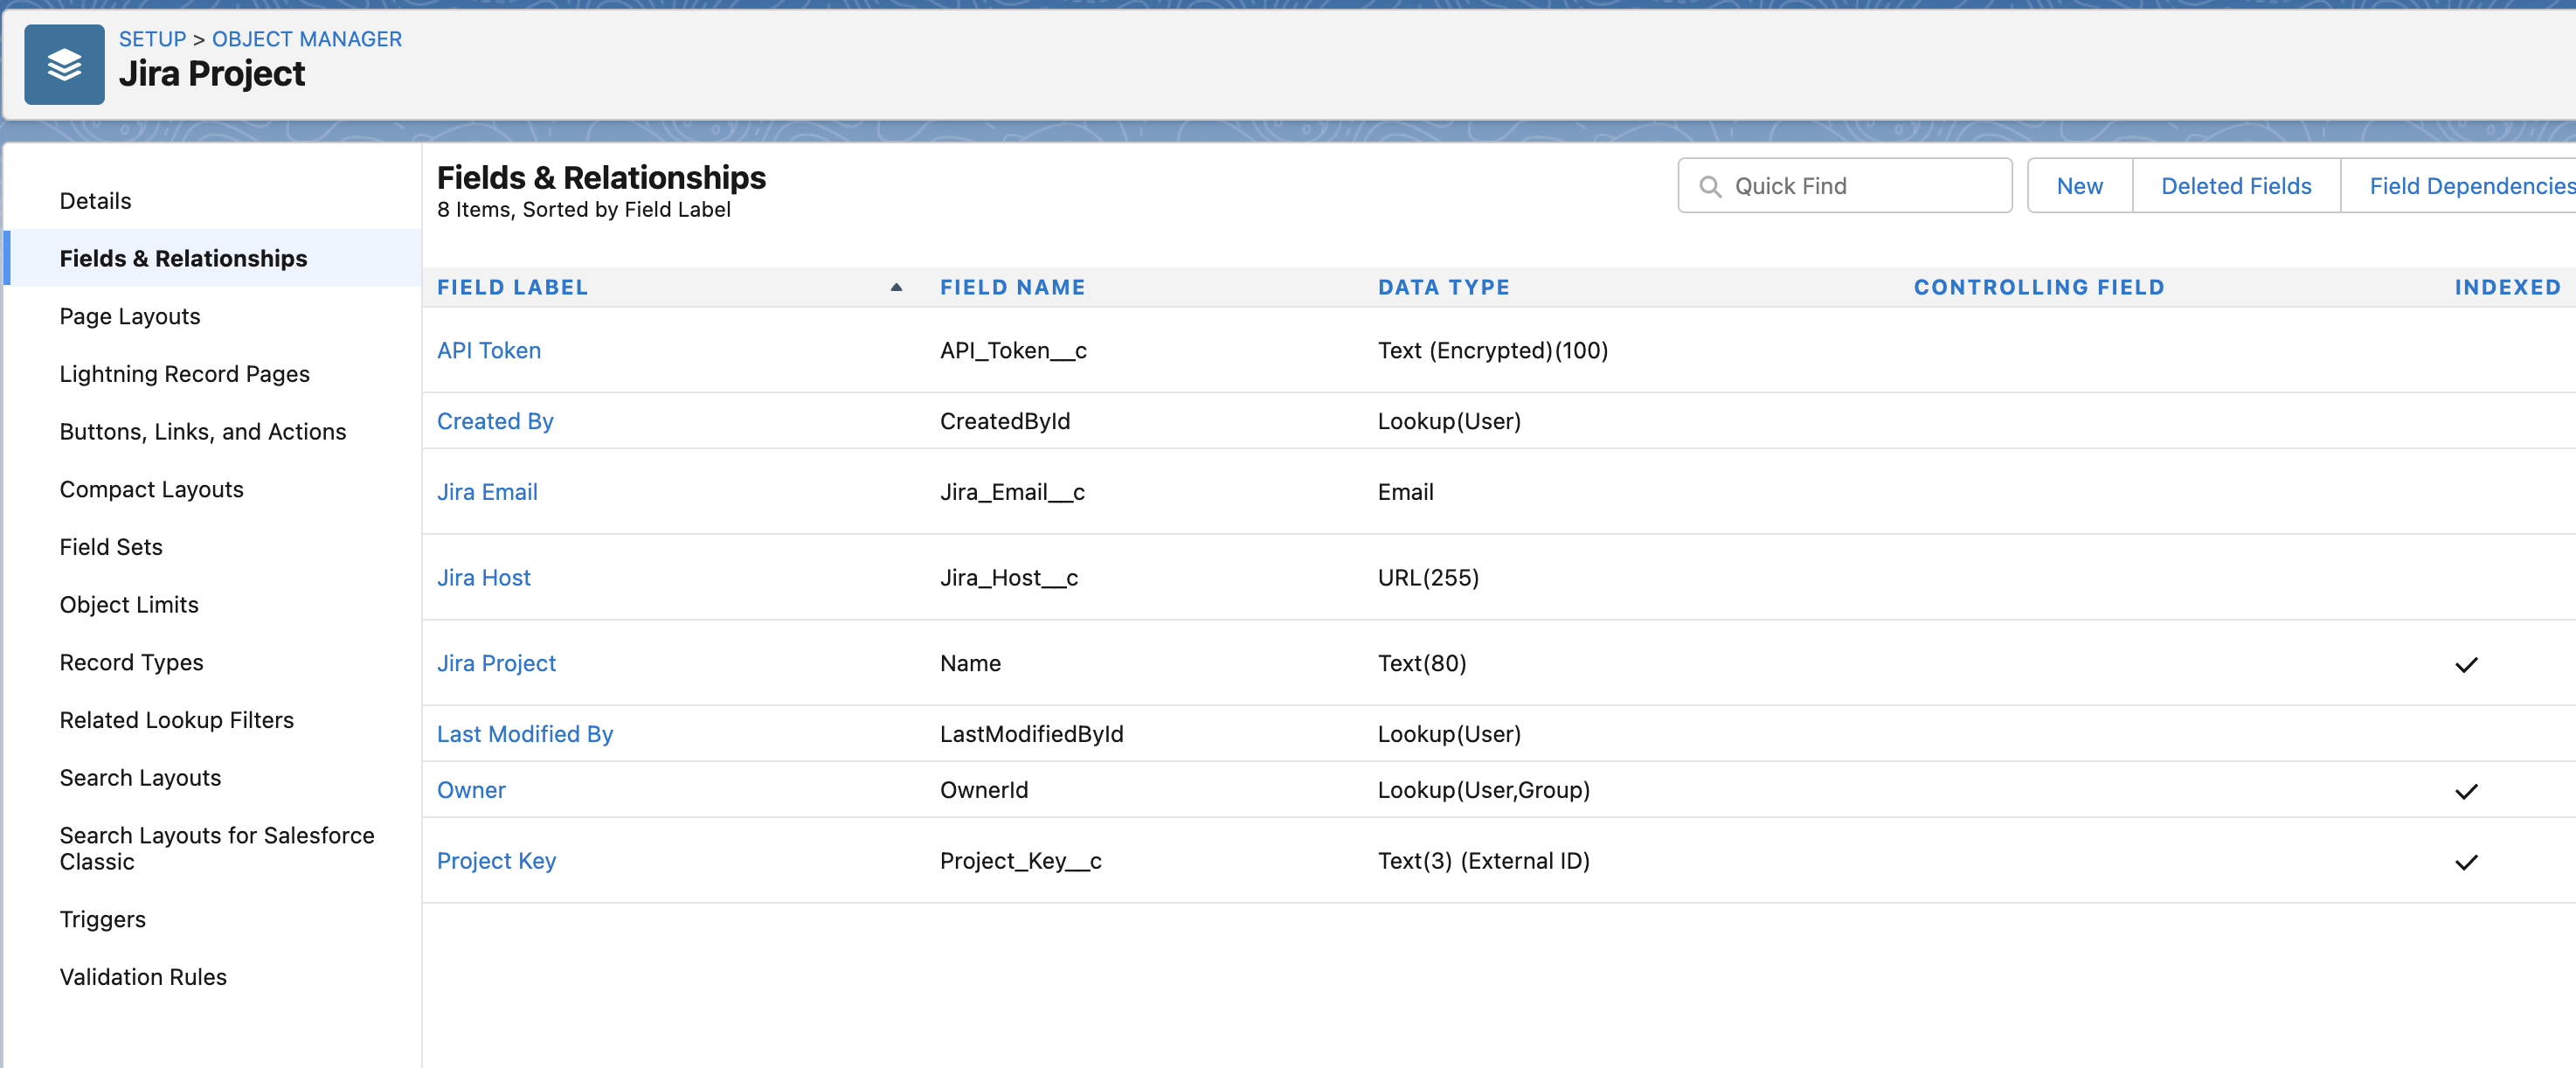 SETUP > OBJECT MANAGER
Jira Project
Details
Fields & Relationships
Page Layouts
Lightning Record Pages
Buttons, Links, and Actions
Compact Layouts
Field Sets
Object Limits
Record Types
Related Lookup Filters
Search Layouts
Search Layouts for Salesforce
Classic
Triggers
Validation Rules
Fields & Relationships
8 Items, Sorted by Field Label
Quick Find
New
Deleted Fields
Field Dependencies
FIELD LABEL FIELD NAME DATA TYPE CONTROLLING FIELD INDEXED
API Token API_Token__c Text (Encrypted)(100)
Created By CreatedById Lookup(User)
Jira Email Jira_Email__c Email
Jira Host Jira_Host__c URL(255)
Jira Project Name Text(80)
Last Modified By LastModifiedById Lookup(User)
Owner OwnerId Lookup(User,Group)
Project Key Project_Key__c Text(3) (External ID)